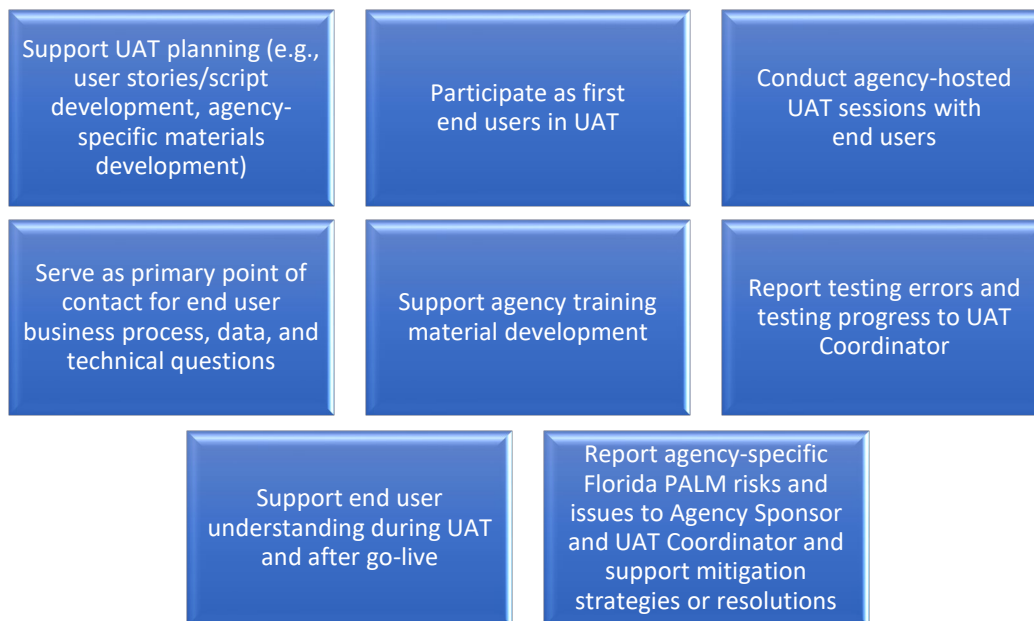 Support UAT planning (e.g.,
user stories/script
development, agency-
specific materials
development)
Participate as first
end users in UAT
Conduct agency-hosted
UAT sessions with
end users
Serve as primary point of
contact for end user
business process, data, and
technical questions
Support agency training
material development
Report testing errors and
testing progress to UAT
Coordinator
Support end user
understanding during UAT
and after go-live
Report agency-specific
Florida PALM risks and
issues to Agency Sponsor
and UAT Coordinator and
support mitigation
strategies or resolutions